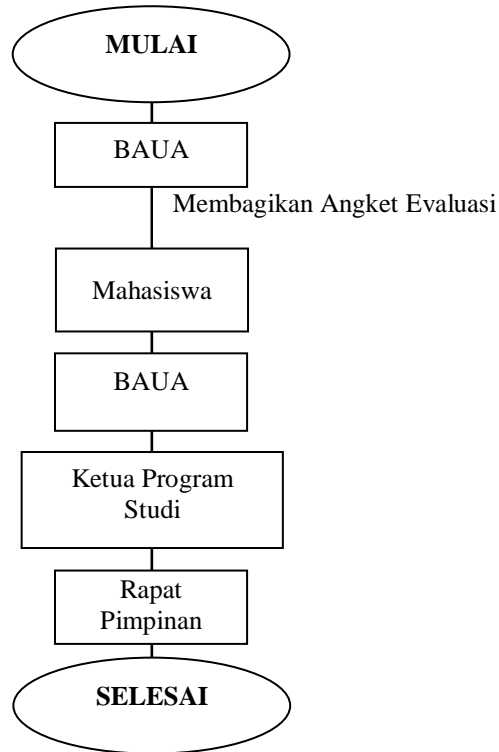 MULAI
BAUA
Membagikan Angket Evaluasi
Mahasiswa
BAUA
Ketua Program
Studi
Rapat
Pimpinan
SELESAI